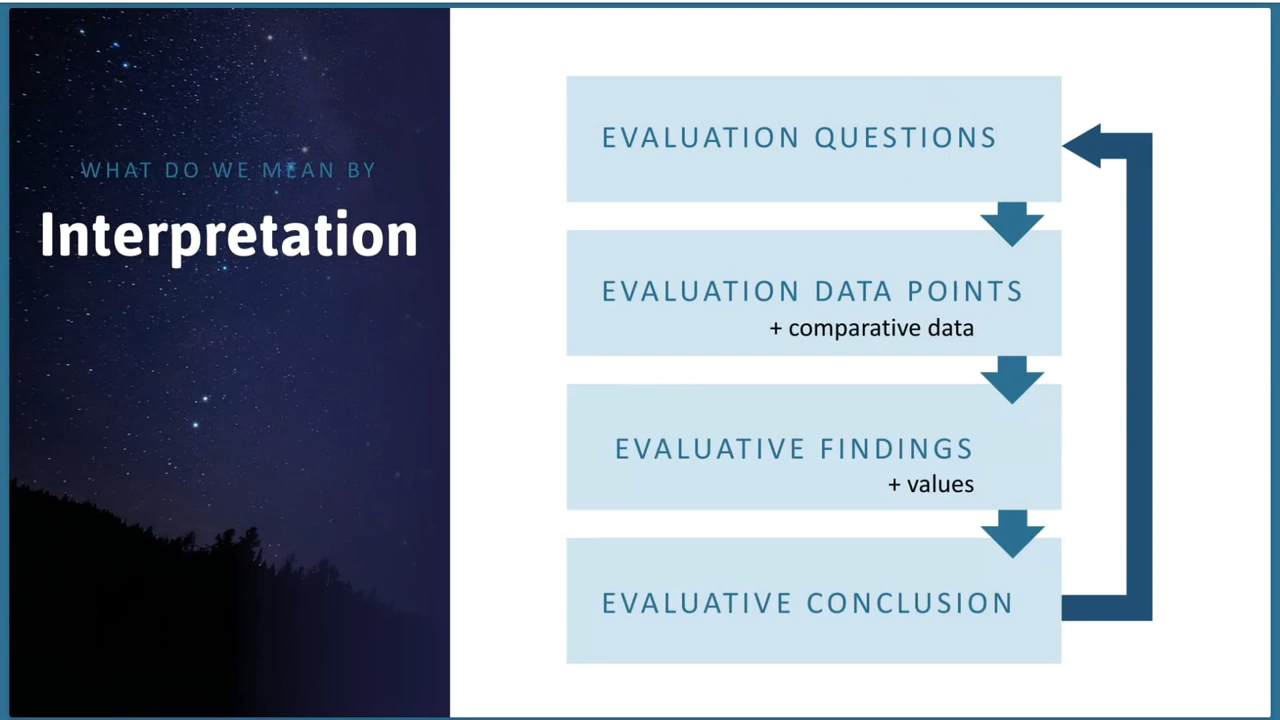 WHAT DO WE MEAN BY
Interpretation
EVALUATION QUESTIONS
EVALUATION DATA POINTS
+ comparative data
EVALUATIVE FINDINGS
+ values
EVALUATIVE CONCLUSION